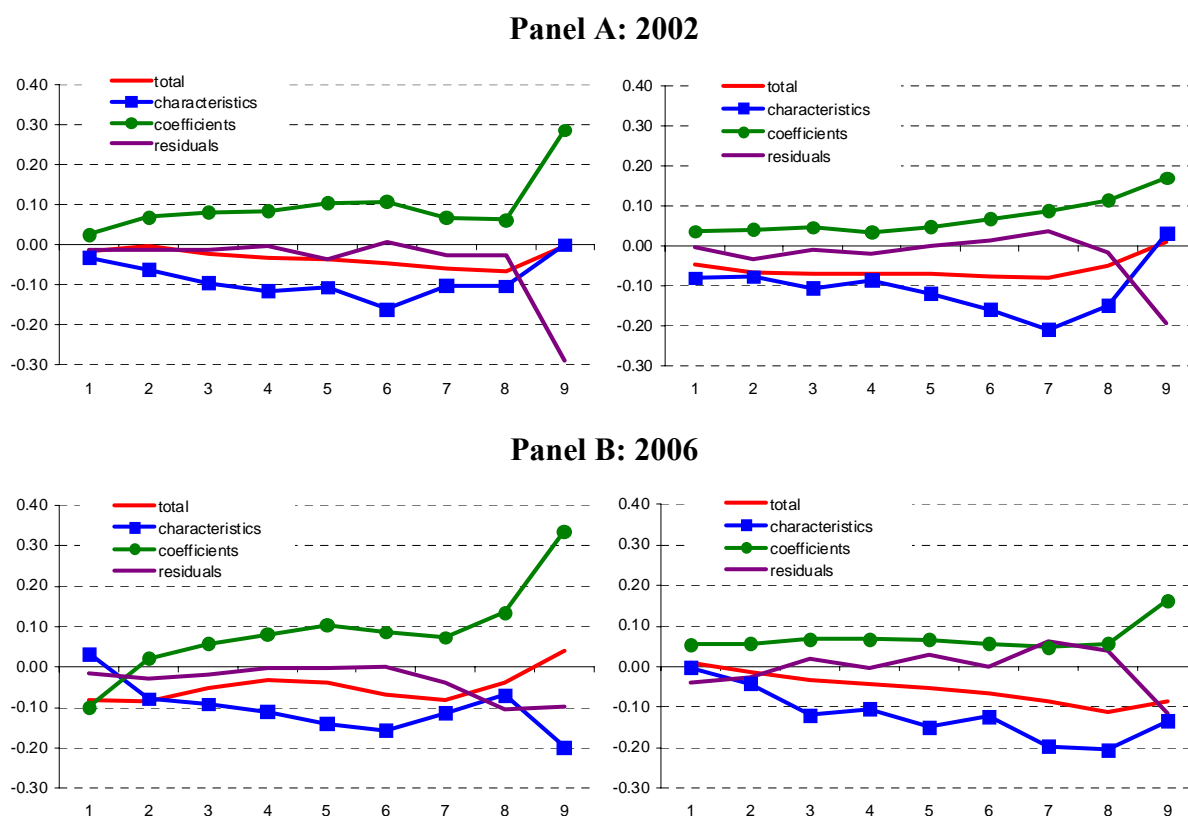 Panel A: 2002
0.40
0.30
0.20
0.10
0.00
-0.10
-0.20
-0.30
total
characteristics
coefficients
residuals
1 2 3 4 5 6 7 8 9
0.40
0.30
0.20
0.10
0.00
-0.10
-0.20
-0.30
total
characteristics
coefficients
residuals
1 2 3 4 5 6 7 8 9
Panel B: 2006
0.40
0.30
0.20
0.10
0.00
-0.10
-0.20
-0.30
total
characteristics
coefficients
residuals
1 2 3 4 5 6 7 8 9
0.40
0.30
0.20
0.10
0.00
-0.10
-0.20
-0.30
total
characteristics
coefficients
residuals
1 2 3 4 5 6 7 8 9